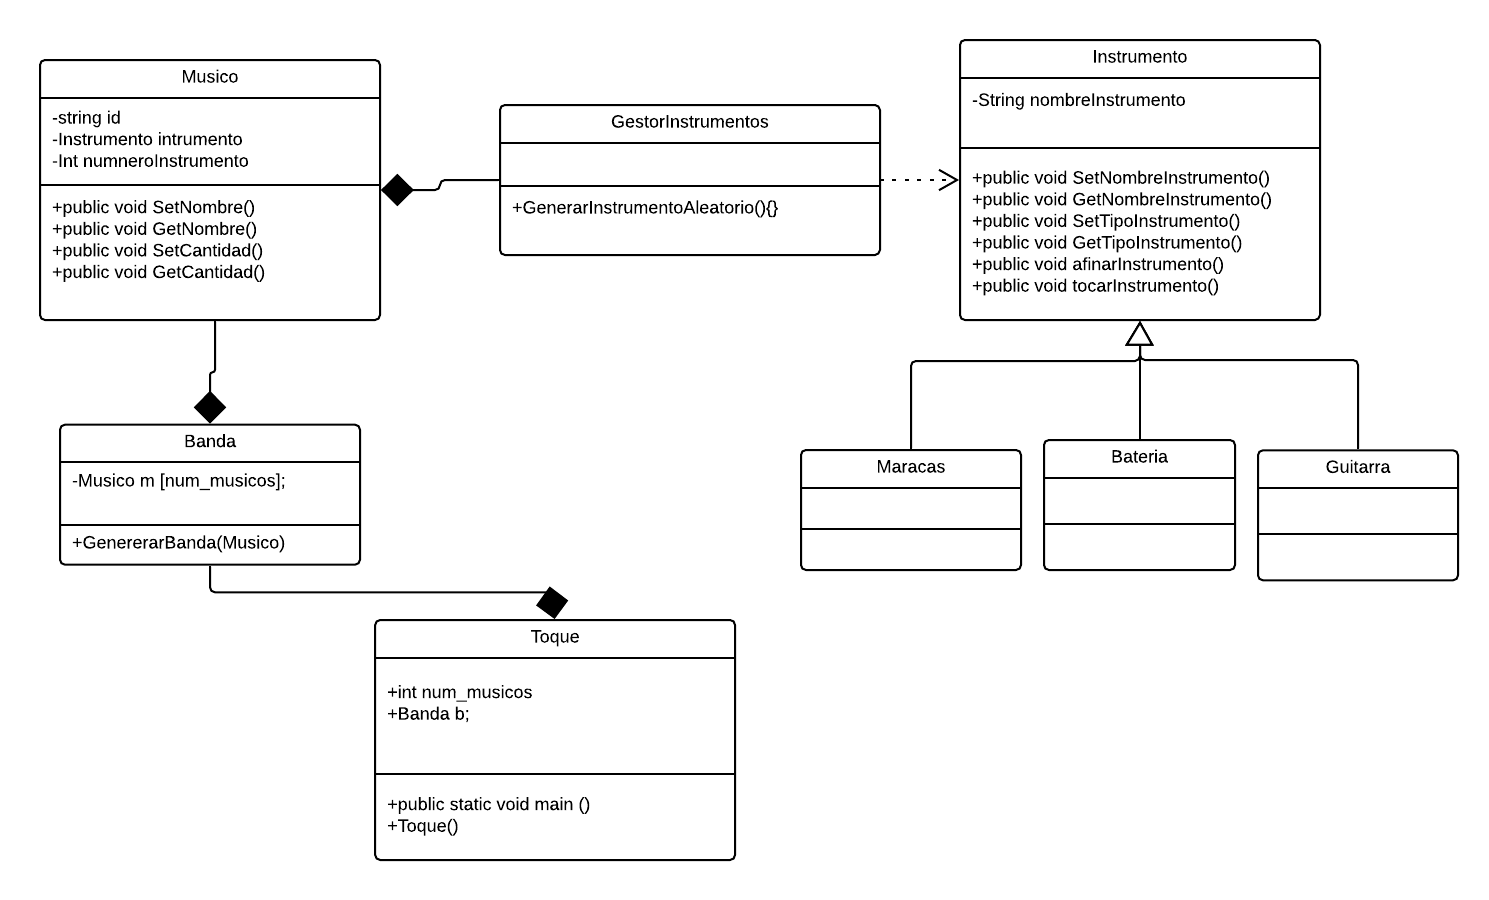 Musico
-string id
-Instrumento intrumento
-Int numneroInstrumento
+public void SetNombre()
+public void GetNombre()
+public void SetCantidad()
+public void GetCantidad()
GestorInstrumentos
+GenerarInstrumentoAleatorio(){}
Instrumento
-String nombreInstrumento
+public void SetNombreInstrumento()
+public void GetNombreInstrumento()
+public void SetTipoInstrumento()
+public void GetTipoInstrumento()
+public void afinarInstrumento()
+public void tocarInstrumento()
Banda
-Musico m [num_musicos];
+GenererarBanda(Musico)
Maracas
Bateria
Guitarra
Toque
+int num_musicos
+Banda b;
+public static void main ()
+Toque()